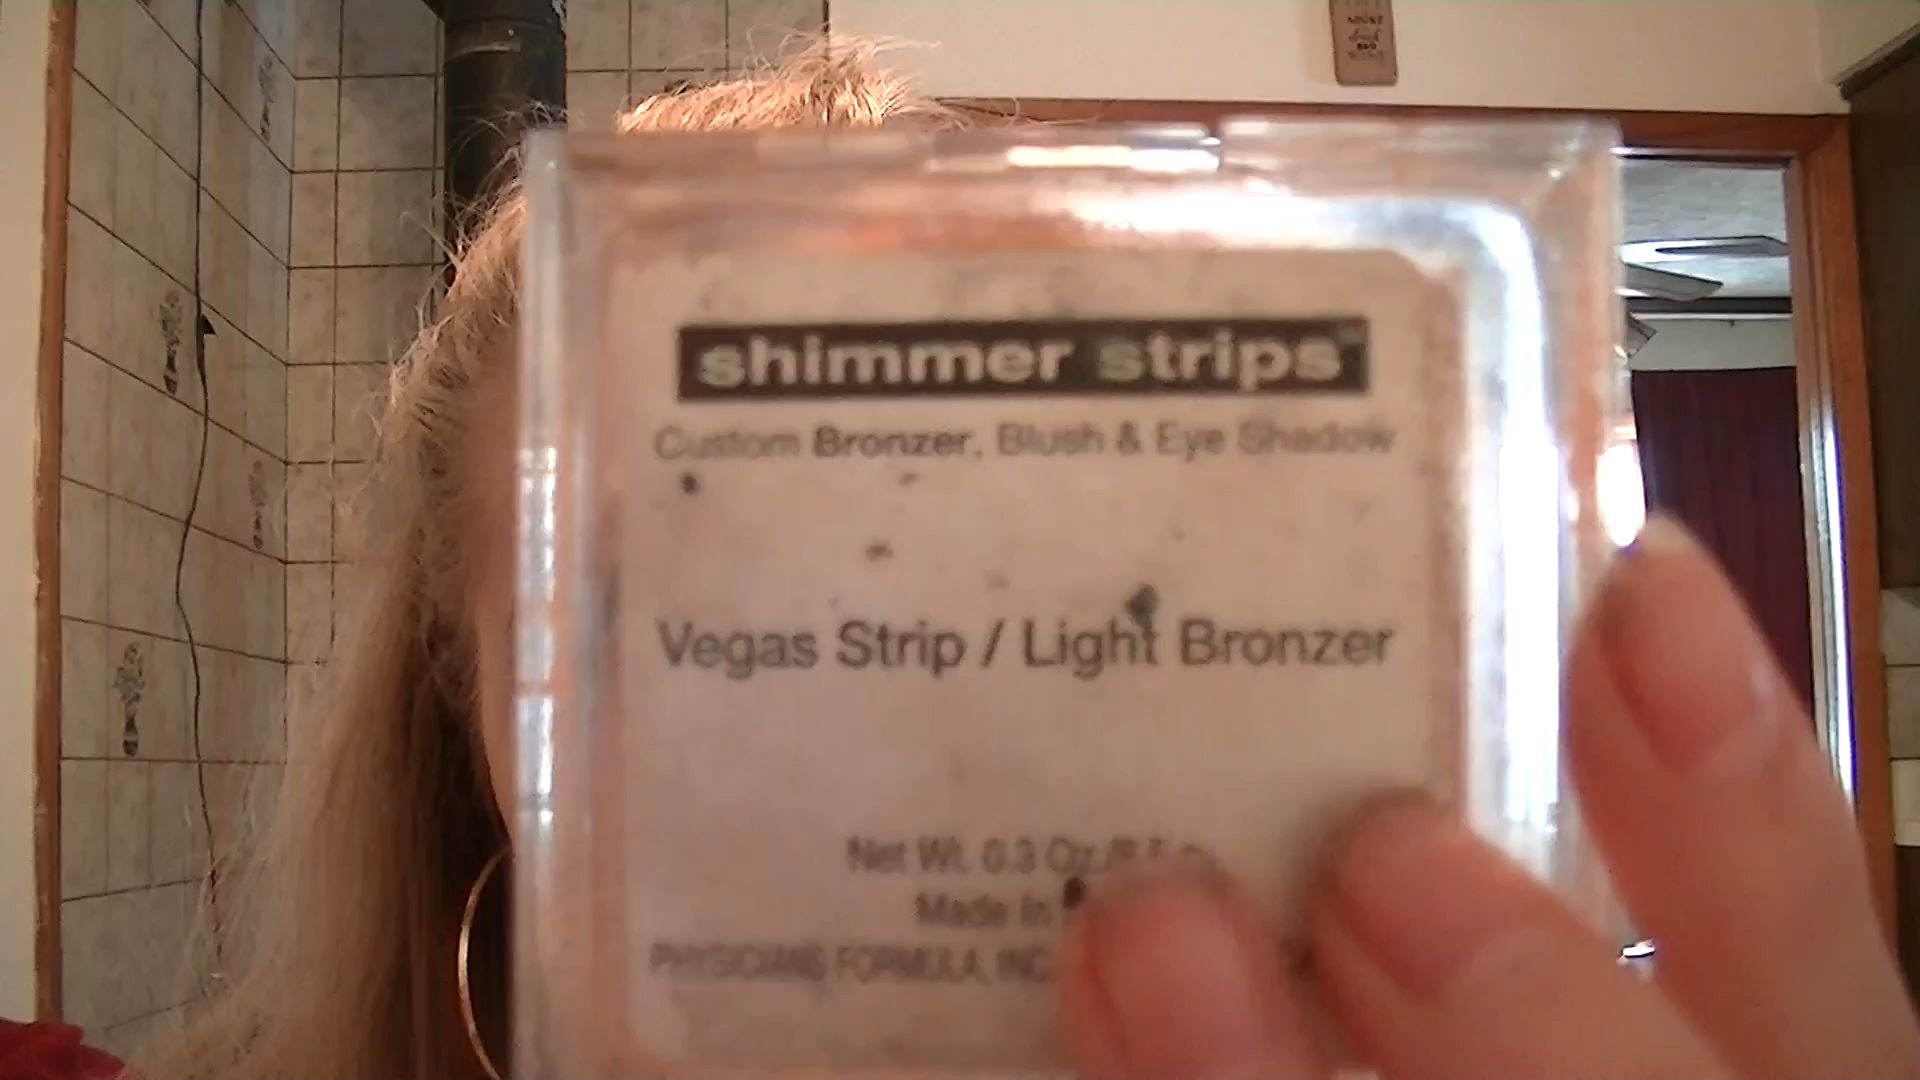 shimmer strips™
Custom Bronzer, Blush & Eye Shadow
Vegas Strip / Light Bronzer
Net Wt. 0.3 Oz./
Made In
PHYSICIANS FORMULA, INC.